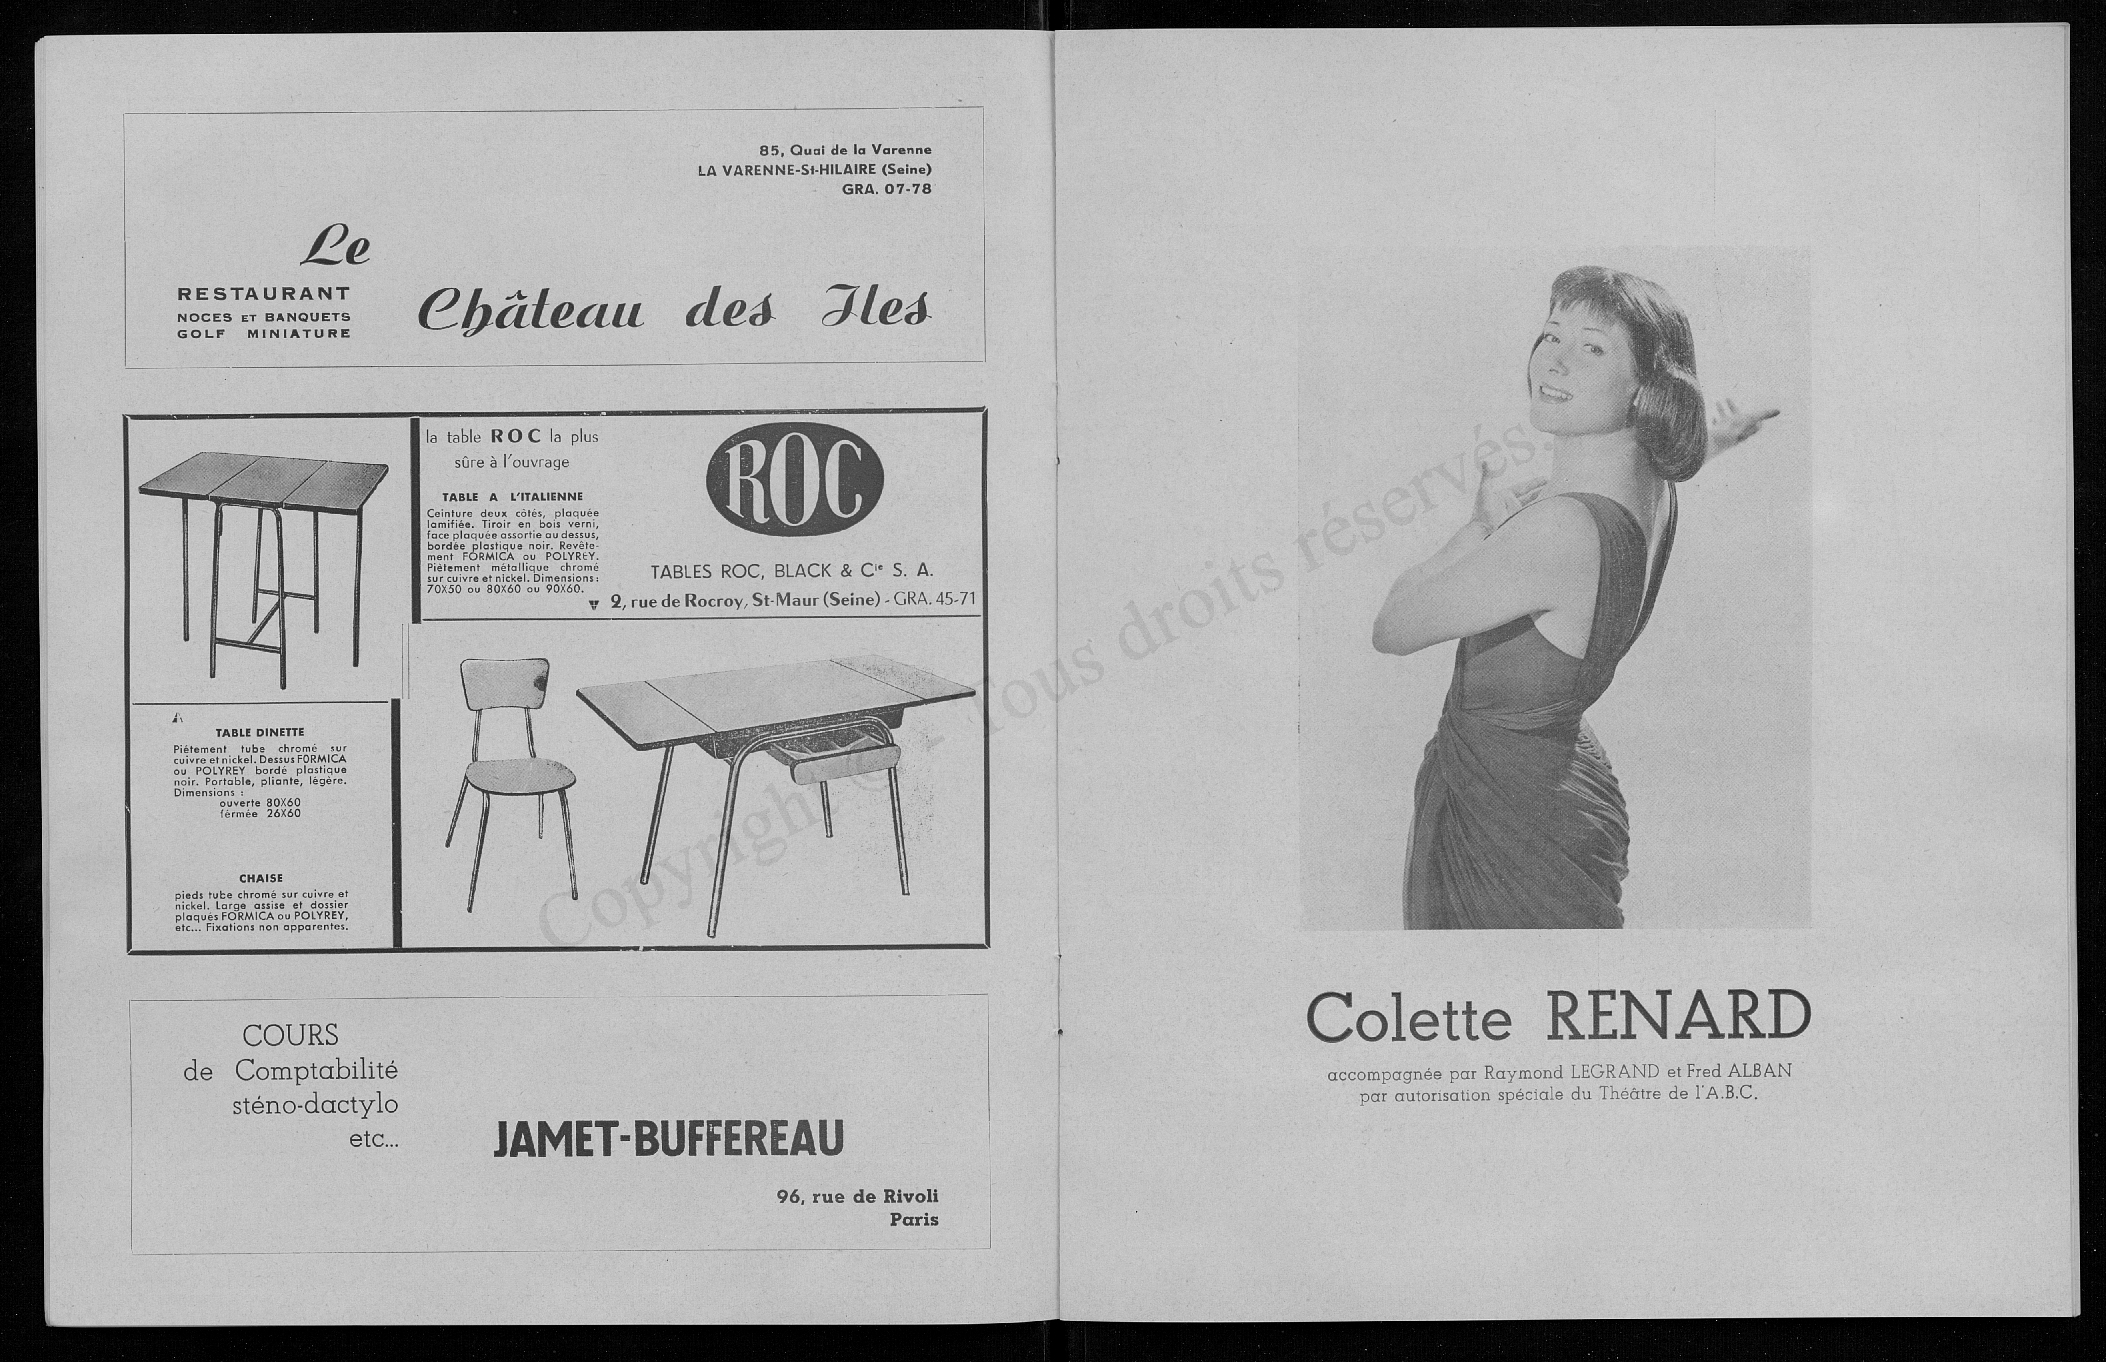 85, Quai de la Varenne
LA VARENNE-St-HILAIRE (Seine)
GRA. 07-78
Le
Château des Iles
RESTAURANT
NOCES ET BANQUETS
GOLF MINIATURE
la table ROC la plus
sûre à l'ouvrage
TABLE A L'ITALIENNE
Ceinture deux côtés, plaquée
lamifiée. Tiroir en bois verni,
face plaquée assortie au dessus,
bordée plastique noir. Revête-
ment FORMICA ou POLYREY.
Piètement métallique chromé
sur cuivre et nickel. Dimensions :
70X50 ou 80X60 ou 90X60.
ROC
TABLES ROC, BLACK & Cie S. A.
2, rue de Rocroy, St-Maur (Seine) - GRA. 45-71
TABLE DINETTE
Piétement tube chromé sur
cuivre et nickel. Dessus FORMICA
ou POLYREY bordé plastique
noir. Portable, pliante, légère.
Dimensions :
ouverte 80X60
férmée 26X60
CHAISE
pieds tube chromé sur cuivre et
nickel. Large assise et dossier
plaqués FORMICA ou POLYREY,
etc... Fixations non apparentes.
COURS
de Comptabilité
sténo-dactylo
etc...
JAMET-BUFFEREAU
96, rue de Rivoli
Paris
Colette RENARD
accompagnée par Raymond LEGRAND et Fred ALBAN
par autorisation spéciale du Théâtre de l'A.B.C.
Copyright © - Tous droits réservés.